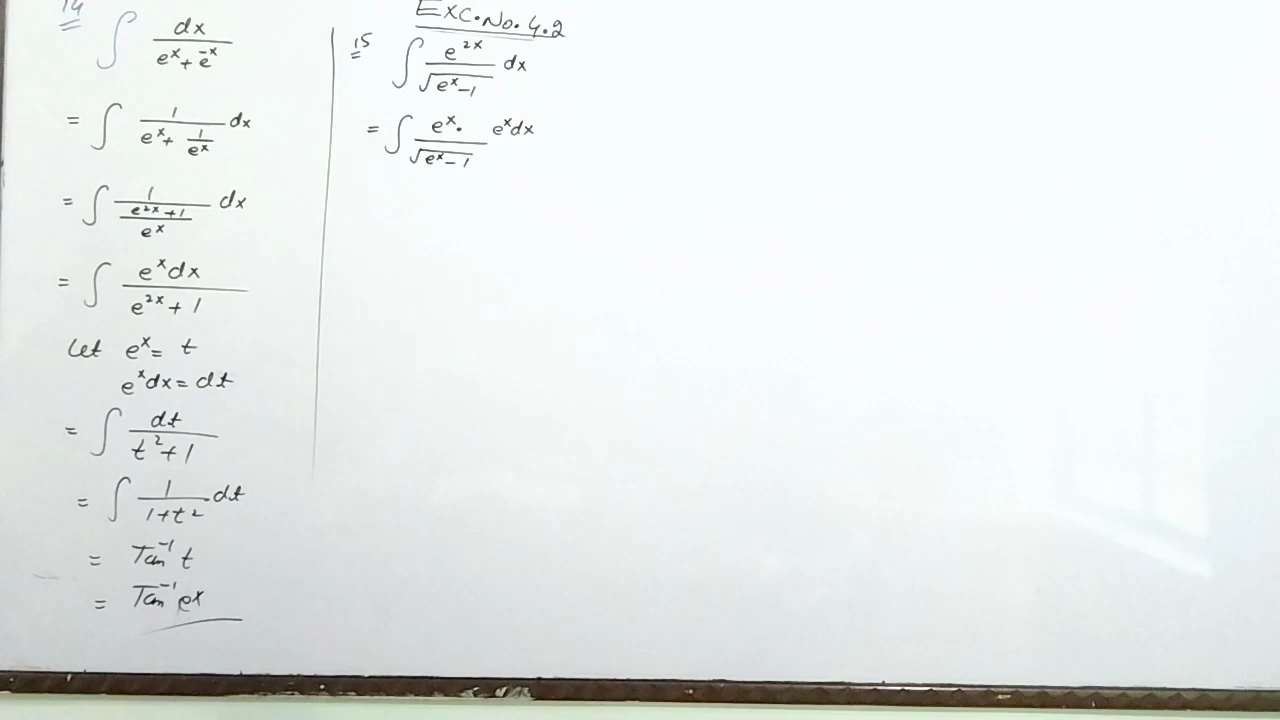 Exc. No. 4.2
14
∫ dx / (e^x + e^-x)
= ∫ 1 / (e^x + 1/e^x) dx
= ∫ 1 / ((e^2x + 1) / e^x) dx
= ∫ e^x dx / (e^2x + 1)
let e^x = t
e^x dx = dt
= ∫ dt / (t^2 + 1)
= ∫ 1 / (1 + t^2) dt
= Tan^-1 t
= Tan^-1 e^x
15
∫ e^2x / √(e^x - 1) dx
= ∫ e^x · / √(e^x - 1) e^x dx